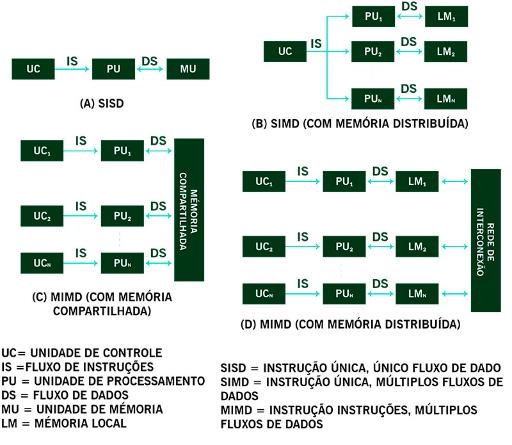 UC IS PU DS MU
(A) SISD
UC IS
PU₁ DS LM₁
PU₂ DS LM₂
PUₙ DS LMₙ
(B) SIMD (COM MEMÓRIA DISTRIBUÍDA)
UC₁ IS PU₁ DS
UC₂ IS PU₂ DS
UCₙ IS PUₙ DS
MÉMORIA
COMPARTILHADA
(C) MIMD (COM MEMÓRIA
COMPARTILHADA)
UC₁ IS PU₁ DS LM₁
UC₂ IS PU₂ DS LM₂
UCₙ IS PUₙ DS LMₙ
REDE DE
INTERCONEXÃO
(D) MIMD (COM MEMÓRIA DISTRIBUÍDA)
UC= UNIDADE DE CONTROLE
IS =FLUXO DE INSTRUÇÕES
PU = UNIDADE DE PROCESSAMENTO
DS = FLUXO DE DADOS
MU = UNIDADE DE MÉMORIA
LM = MÉMORIA LOCAL
SISD = INSTRUÇÃO ÚNICA, ÚNICO FLUXO DE DADO
SIMD = INSTRUÇÃO ÚNICA, MÚLTIPLOS FLUXOS DE
DADOS
MIMD = INSTRUÇÃO INSTRUÇÕES, MÚLTIPLOS
FLUXOS DE DADOS